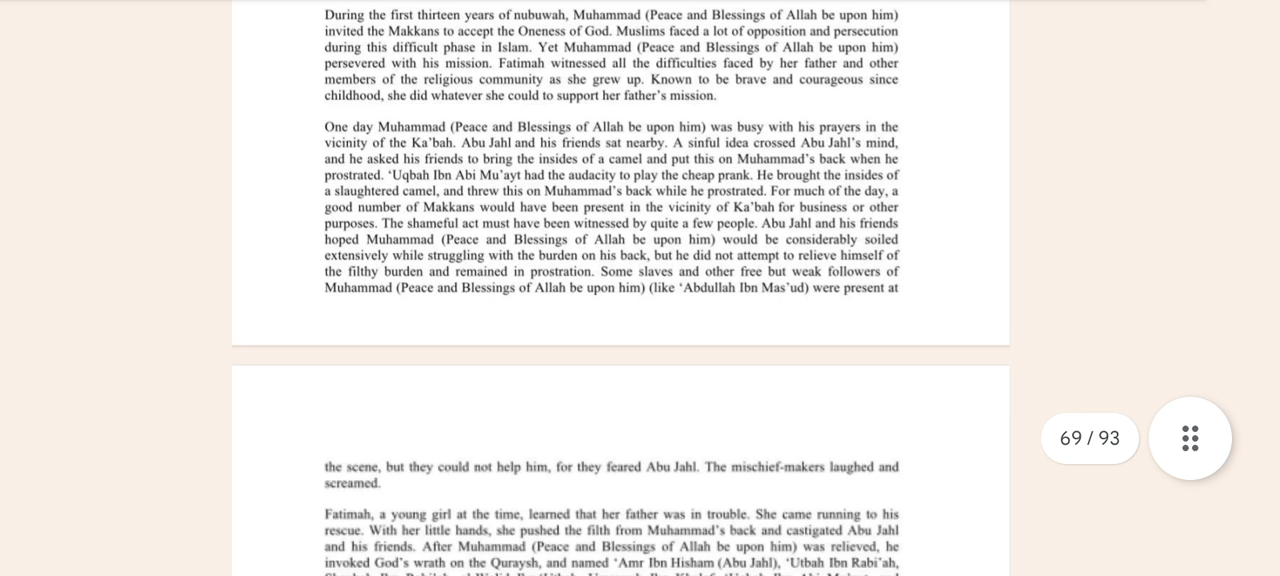 During the first thirteen years of nubuwah, Muhammad (Peace and Blessings of Allah be upon him)
invited the Makkans to accept the Oneness of God. Muslims faced a lot of opposition and persecution
during this difficult phase in Islam. Yet Muhammad (Peace and Blessings of Allah be upon him)
persevered with his mission. Fatimah witnessed all the difficulties faced by her father and other
members of the religious community as she grew up. Known to be brave and courageous since
childhood, she did whatever she could to support her father’s mission.
One day Muhammad (Peace and Blessings of Allah be upon him) was busy with his prayers in the
vicinity of the Ka’bah. Abu Jahl and his friends sat nearby. A sinful idea crossed Abu Jahl’s mind,
and he asked his friends to bring the insides of a camel and put this on Muhammad’s back when he
prostrated. ‘Uqbah Ibn Abi Mu’ayt had the audacity to play the cheap prank. He brought the insides of
a slaughtered camel, and threw this on Muhammad’s back while he prostrated. For much of the day, a
good number of Makkans would have been present in the vicinity of Ka’bah for business or other
purposes. The shameful act must have been witnessed by quite a few people. Abu Jahl and his friends
hoped Muhammad (Peace and Blessings of Allah be upon him) would be considerably soiled
extensively while struggling with the burden on his back, but he did not attempt to relieve himself of
the filthy burden and remained in prostration. Some slaves and other free but weak followers of
Muhammad (Peace and Blessings of Allah be upon him) (like ‘Abdullah Ibn Mas’ud) were present at
69 / 93
the scene, but they could not help him, for they feared Abu Jahl. The mischief-makers laughed and
screamed.
Fatimah, a young girl at the time, learned that her father was in trouble. She came running to his
rescue. With her little hands, she pushed the filth from Muhammad’s back and castigated Abu Jahl
and his friends. After Muhammad (Peace and Blessings of Allah be upon him) was relieved, he
invoked God’s wrath on the Quraysh, and named ‘Amr Ibn Hisham (Abu Jahl), ‘Utbah Ibn Rabi’ah,